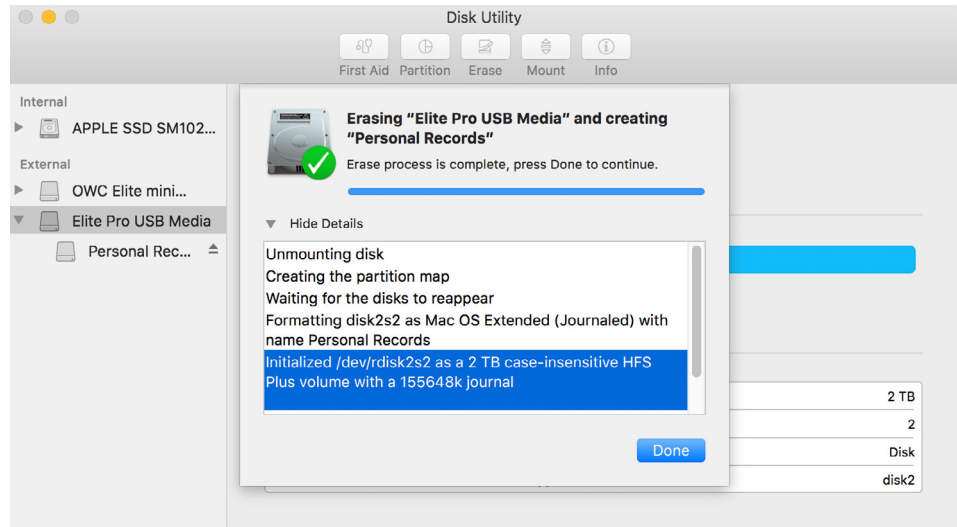 Disk Utility
First Aid
Partition
Erase
Mount
Info
Internal
APPLE SSD SM102...
External
OWC Elite mini...
Elite Pro USB Media
Personal Rec...
Erasing “Elite Pro USB Media” and creating
“Personal Records”
Erase process is complete, press Done to continue.
Hide Details
Unmounting disk
Creating the partition map
Waiting for the disks to reappear
Formatting disk2s2 as Mac OS Extended (Journaled) with
name Personal Records
Initialized /dev/rdisk2s2 as a 2 TB case-insensitive HFS
Plus volume with a 155648k journal
Done
2 TB
2
Disk
disk2